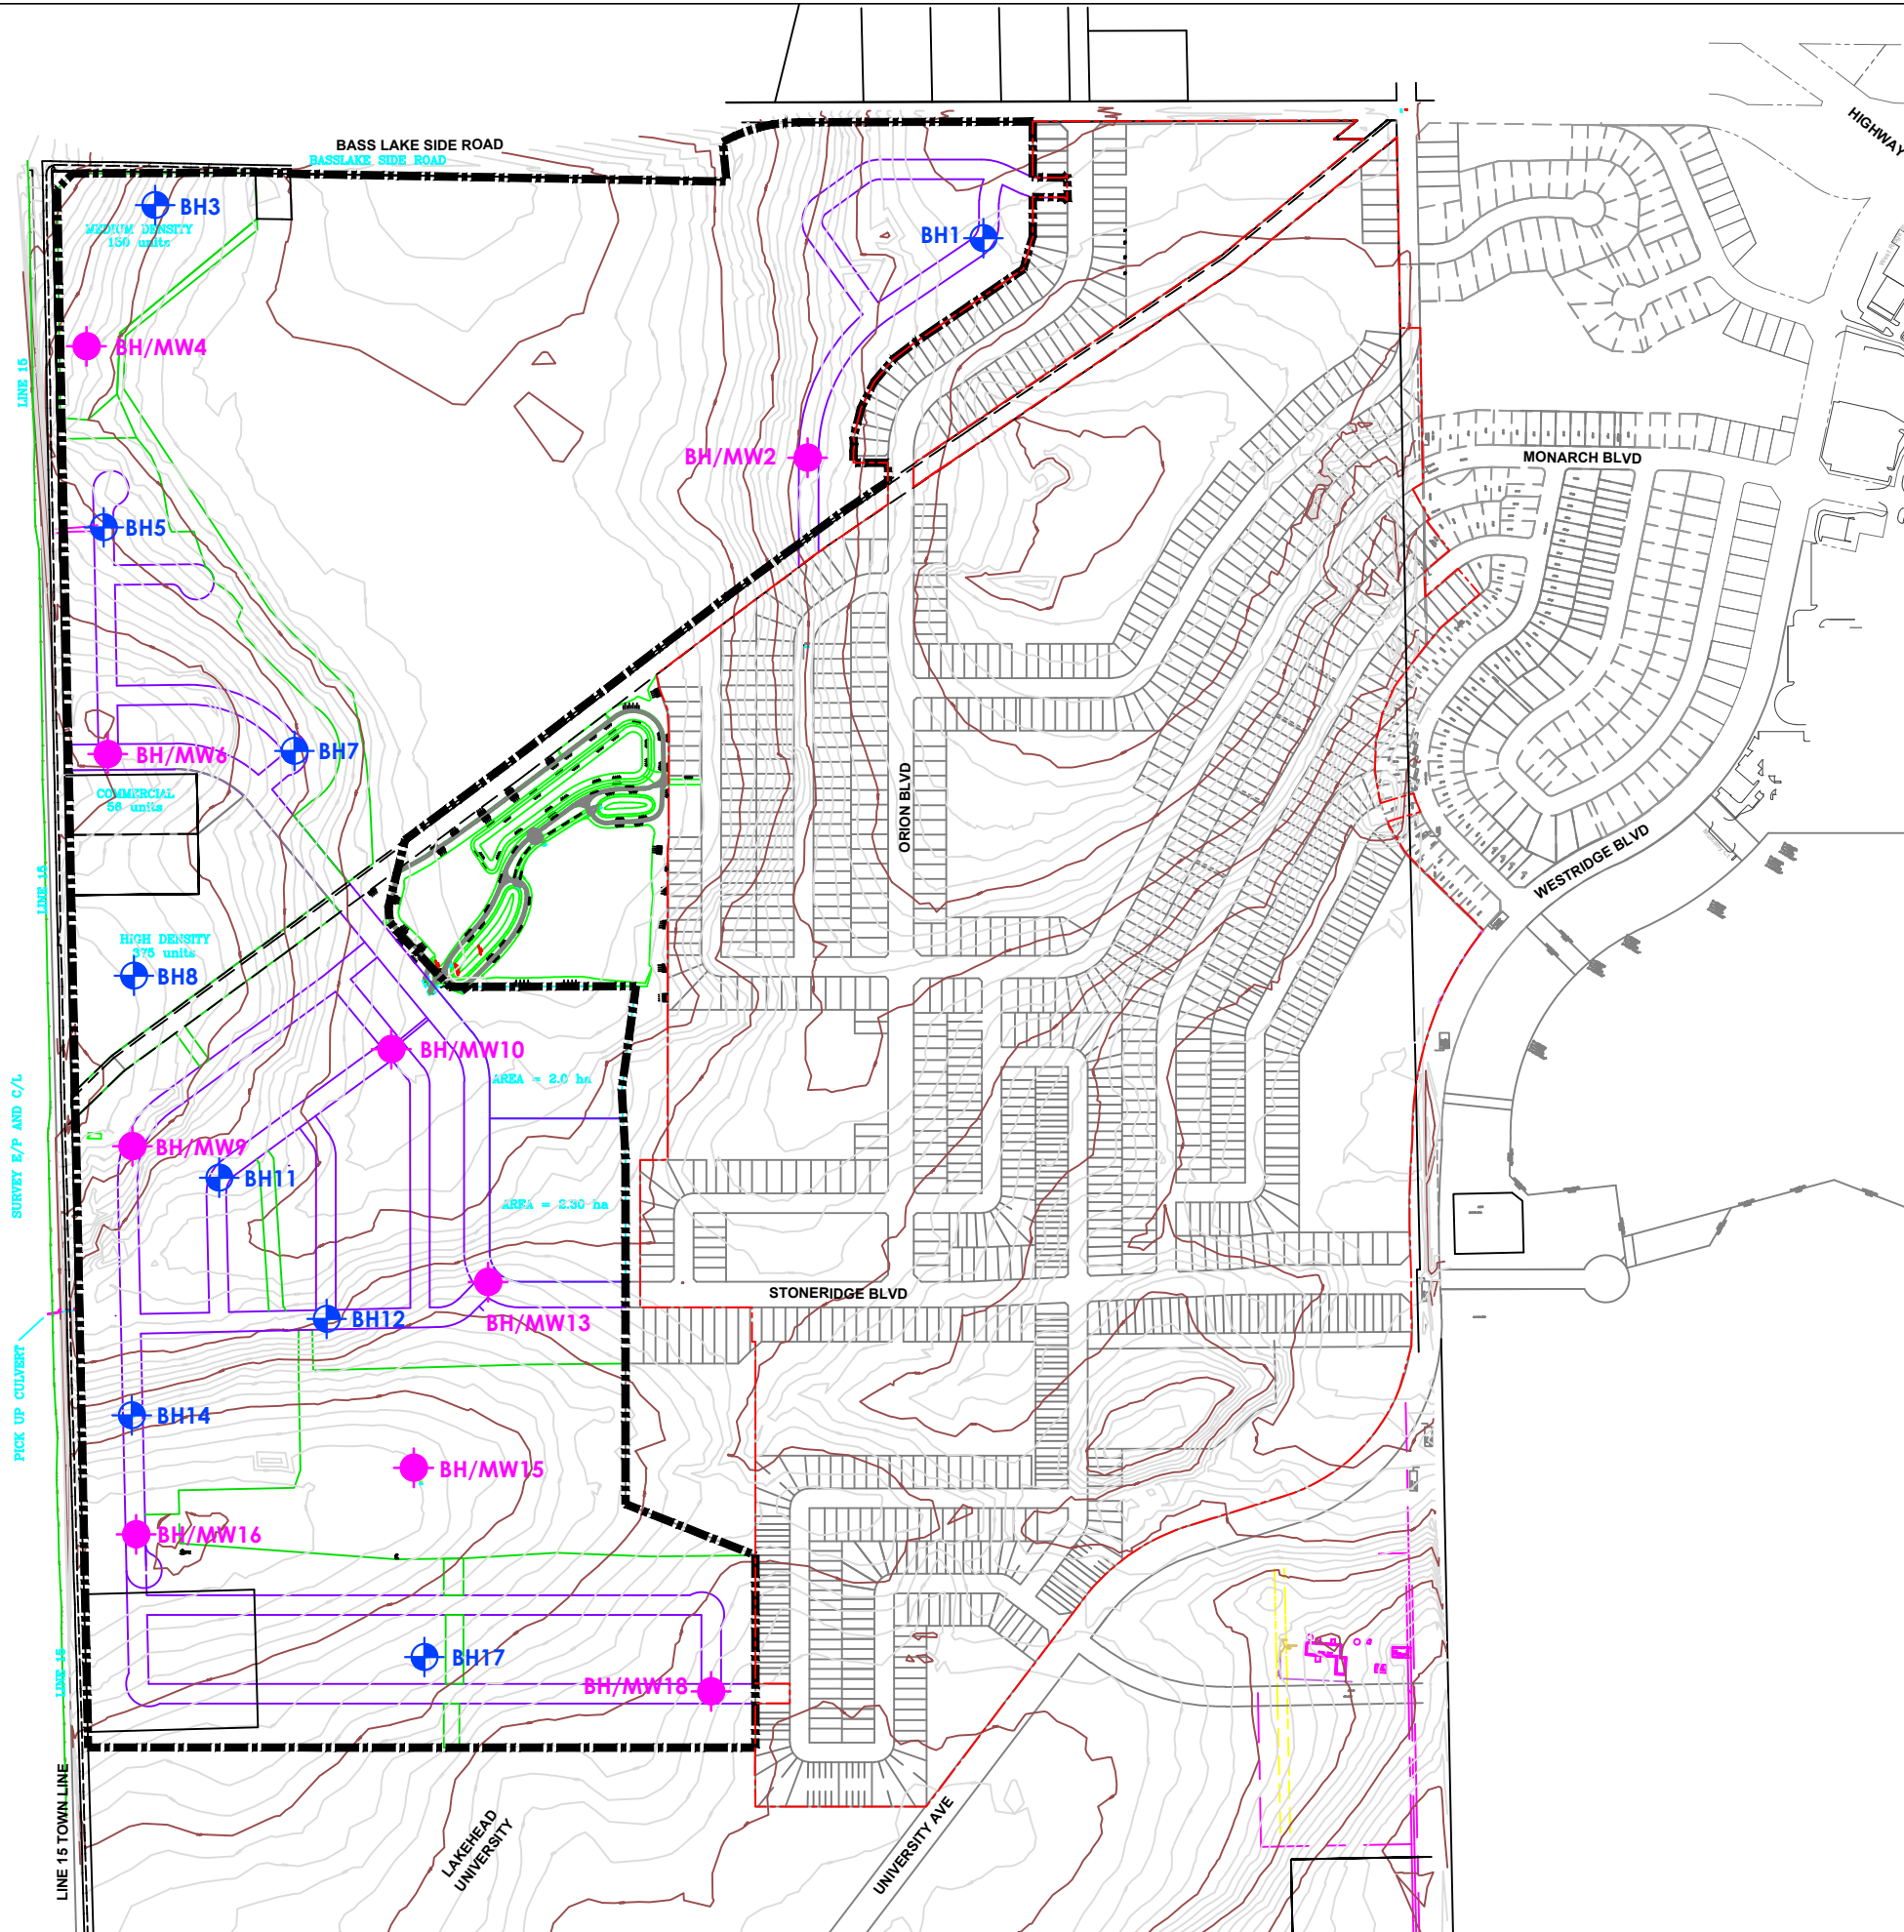 HIGHWAY
BASS LAKE SIDE ROAD
BASSLAKE SIDE ROAD
BH3
MEDIUM DENSITY
130 units
BH1
BH/MW4
LINE 15
BH/MW2
MONARCH BLVD
BH5
BH/MW6
BH7
COMMERCIAL
56 units
ORION BLVD
WESTRIDGE BLVD
LINE 15
HIGH DENSITY
375 units
BH8
BH/MW10
AREA = 2.0 ha
SURVEY E/P AND C/L
BH/MW9
BH11
AREA = 2.30 ha
STONERIDGE BLVD
BH12
BH/MW13
PICK UP CULVERT
BH14
BH/MW15
BH/MW16
BH17
BH/MW18
LINE 15
LINE 15 TOWN LINE
LAKEHEAD
UNIVERSITY
UNIVERSITY AVE